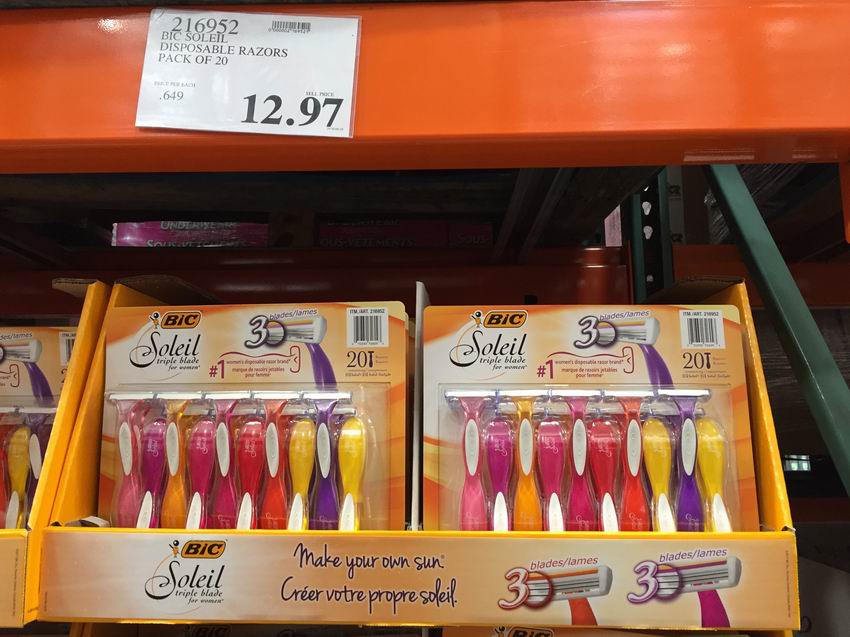 216952
BIC SOLEIL
DISPOSABLE RAZORS
PACK OF 20
PRICE PER EACH
.649
SELL PRICE
12.97
UNDERWEAR
SOUS-VÊTEMENTS
SOUS
BIC
Soleil
triple blade
for women
3 blades/lames
ITM./ART. 216952
#1 women's disposable razor brand
marque de rasoirs jetables
pour femme
20
BIC
Soleil
triple blade
for women
3 blades/lames
ITM./ART. 216952
#1 women's disposable razor brand
marque de rasoirs jetables
pour femme
20
BIC
Soleil
triple blade
for women
Make your own sun.
Créer votre propre soleil.
3 blades/lames
3 blades/lames
BIC
BIC